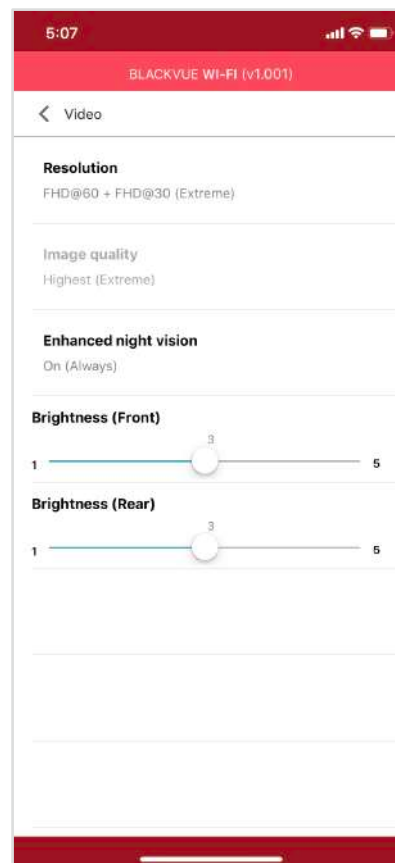 5:07
BLACKVUE WI-FI (v1.001)
Video
Resolution
FHD@60 + FHD@30 (Extreme)
Image quality
Highest (Extreme)
Enhanced night vision
On (Always)
Brightness (Front)
3
1 5
Brightness (Rear)
3
1 5